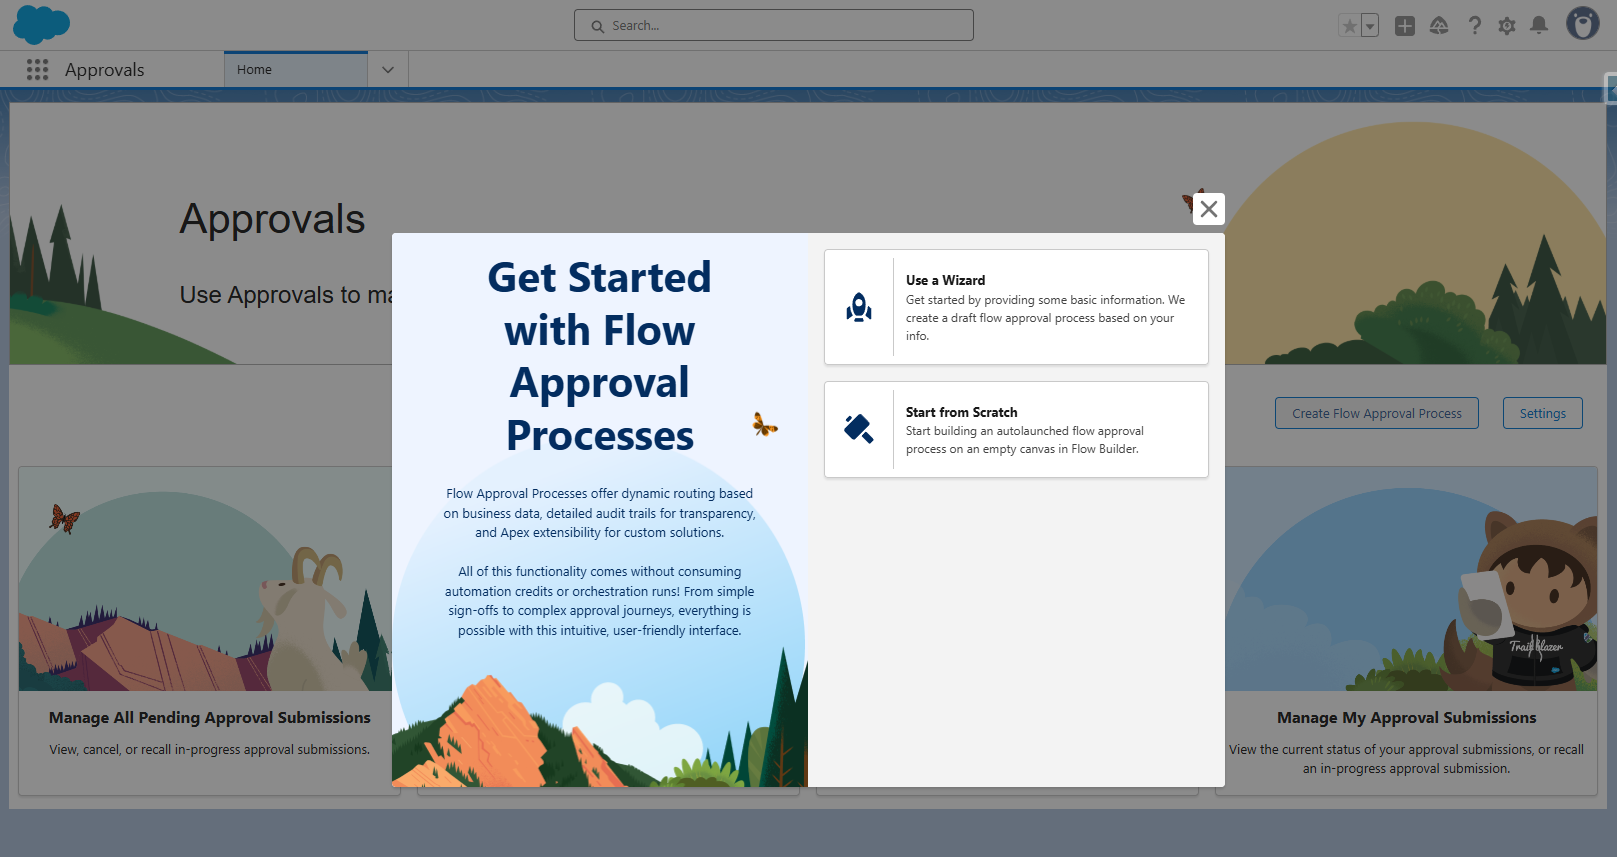 Search...
Approvals
Home
Approvals
Use Approvals to ma
Get Started
with Flow
Approval
Processes
Flow Approval Processes offer dynamic routing based
on business data, detailed audit trails for transparency,
and Apex extensibility for custom solutions.
All of this functionality comes without consuming
automation credits or orchestration runs! From simple
sign-offs to complex approval journeys, everything is
possible with this intuitive, user-friendly interface.
Use a Wizard
Get started by providing some basic information. We
create a draft flow approval process based on your
info.
Start from Scratch
Start building an autolaunched flow approval
process on an empty canvas in Flow Builder.
Create Flow Approval Process
Settings
Manage All Pending Approval Submissions
View, cancel, or recall in-progress approval submissions.
Trailblazer
Manage My Approval Submissions
View the current status of your approval submissions, or recall
an in-progress approval submission.